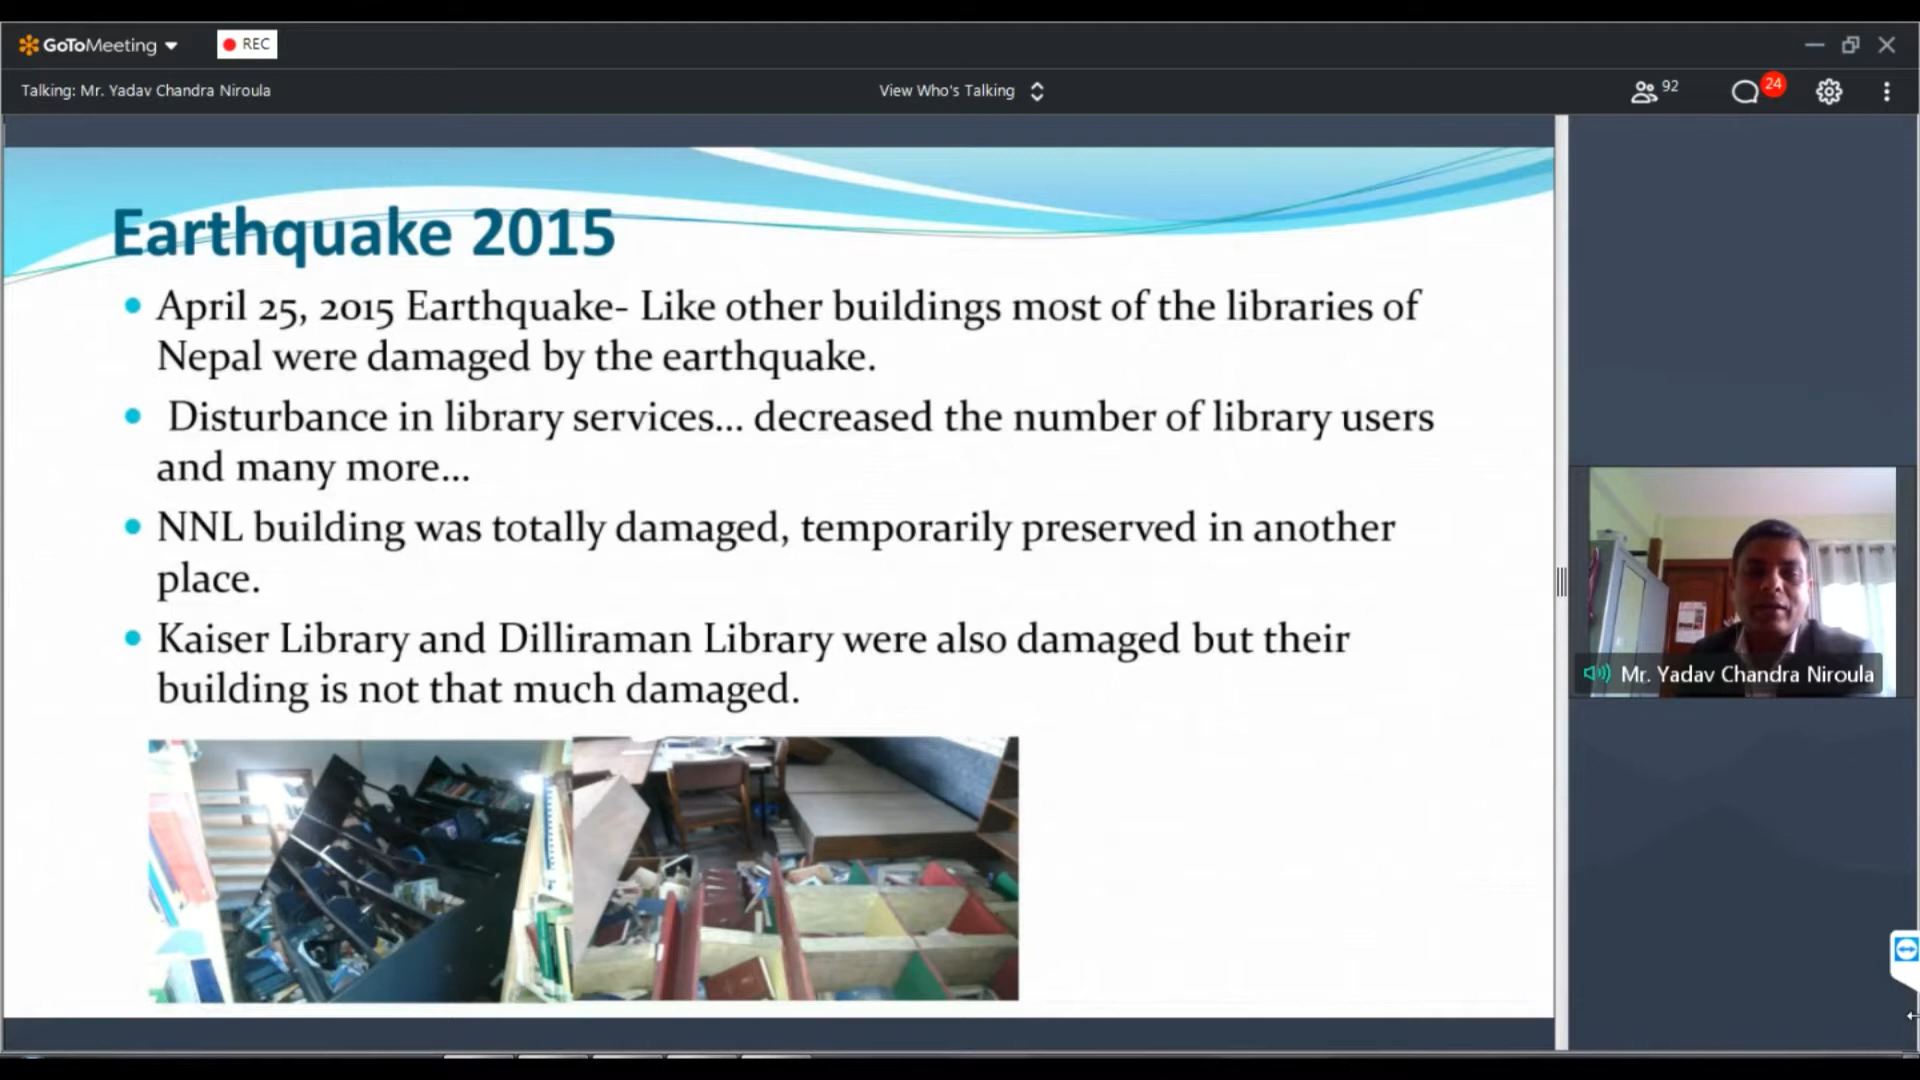 GoToMeeting
REC
Talking: Mr. Yadav Chandra Niroula
View Who's Talking
92
24
Earthquake 2015
• April 25, 2015 Earthquake- Like other buildings most of the libraries of
Nepal were damaged by the earthquake.
• Disturbance in library services... decreased the number of library users
and many more...
• NNL building was totally damaged, temporarily preserved in another
place.
• Kaiser Library and Dilliraman Library were also damaged but their
building is not that much damaged.
Mr. Yadav Chandra Niroula